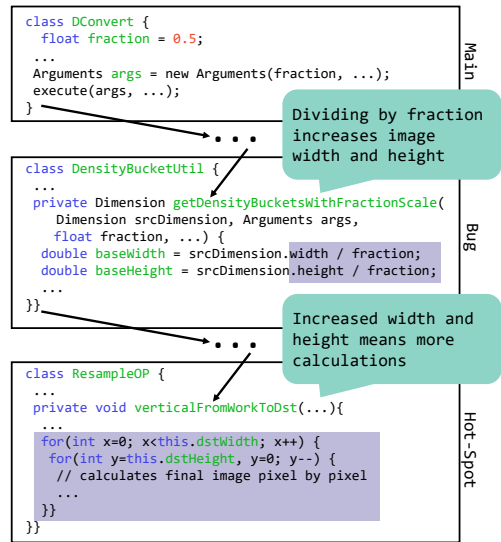 class DConvert {
float fraction = 0.5;
...
Arguments args = new Arguments(fraction, ...);
execute(args, ...);
}
Main
...
Dividing by fraction
increases image
width and height
class DensityBucketUtil {
...
private Dimension getDensityBucketsWithFractionScale(
Dimension srcDimension, Arguments args,
float fraction, ...) {
double baseWidth = srcDimension.width / fraction;
double baseHeight = srcDimension.height / fraction;
...
}}
Bug
...
Increased width and
height means more
calculations
class ResampleOP {
...
private void verticalFromWorkToDst(...){
...
for(int x=0; x<this.dstWidth; x++) {
for(int y=this.dstHeight, y=0; y--) {
// calculates final image pixel by pixel
...
}}
}}
Hot-Spot